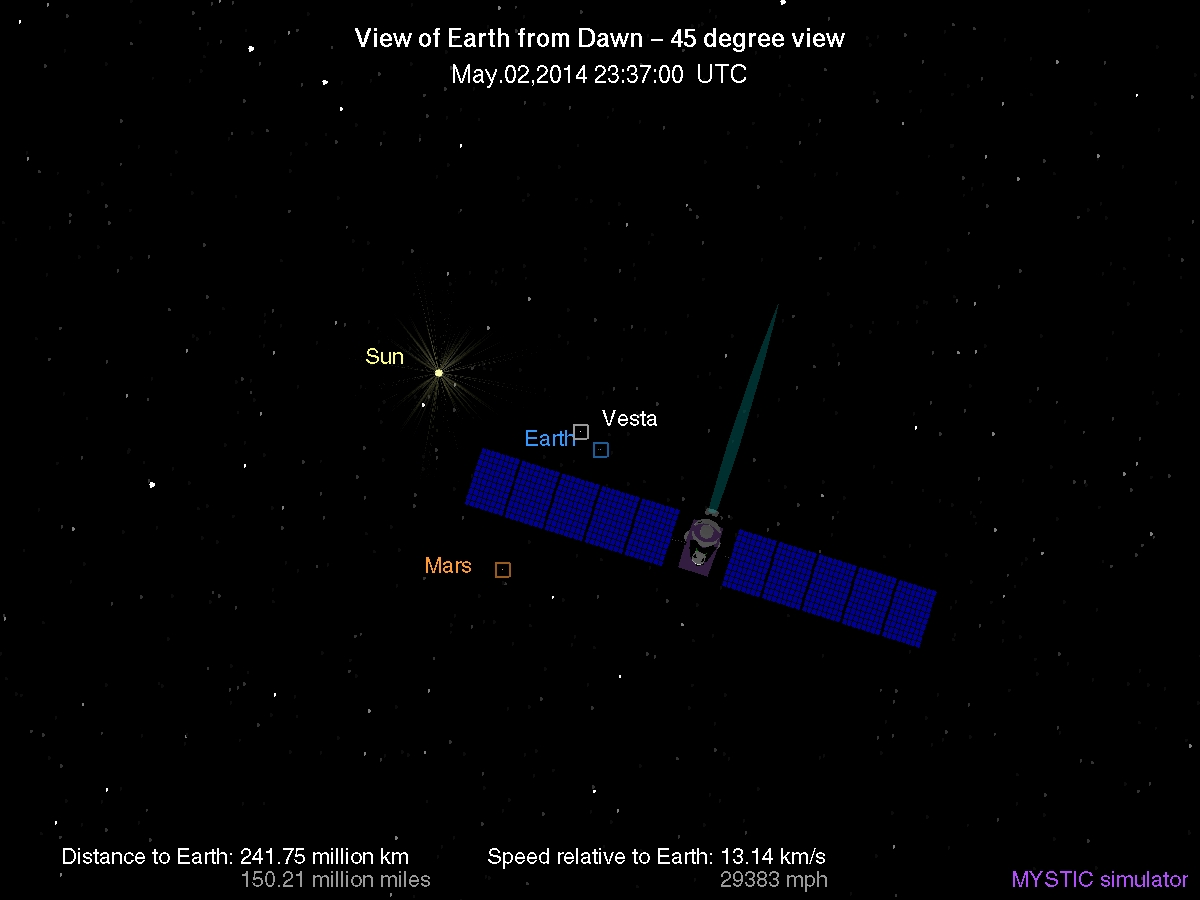 View of Earth from Dawn – 45 degree view
May.02,2014 23:37:00 UTC
Sun
Vesta
Earth
Mars
Distance to Earth: 241.75 million km
150.21 million miles
Speed relative to Earth: 13.14 km/s
29383 mph
MYSTIC simulator